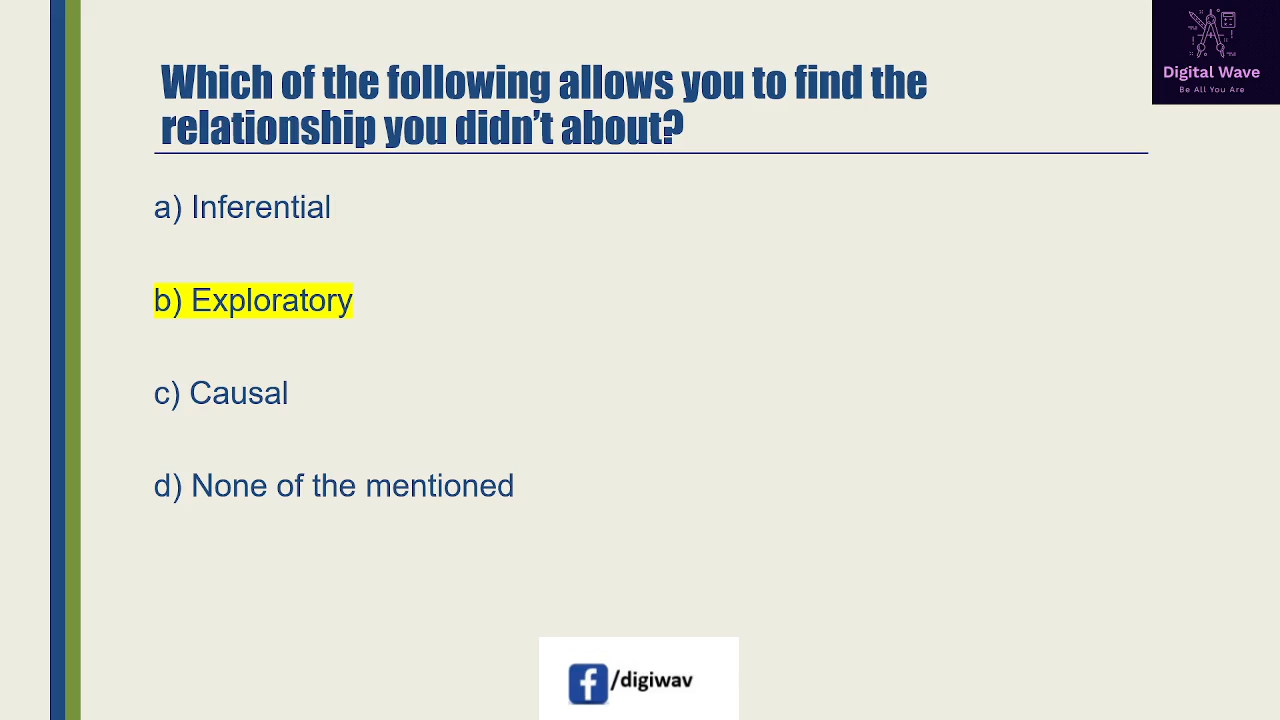 Digital Wave
Be All You Are
Which of the following allows you to find the
relationship you didn't about?
a) Inferential
b) Exploratory
c) Causal
d) None of the mentioned
/digiwav